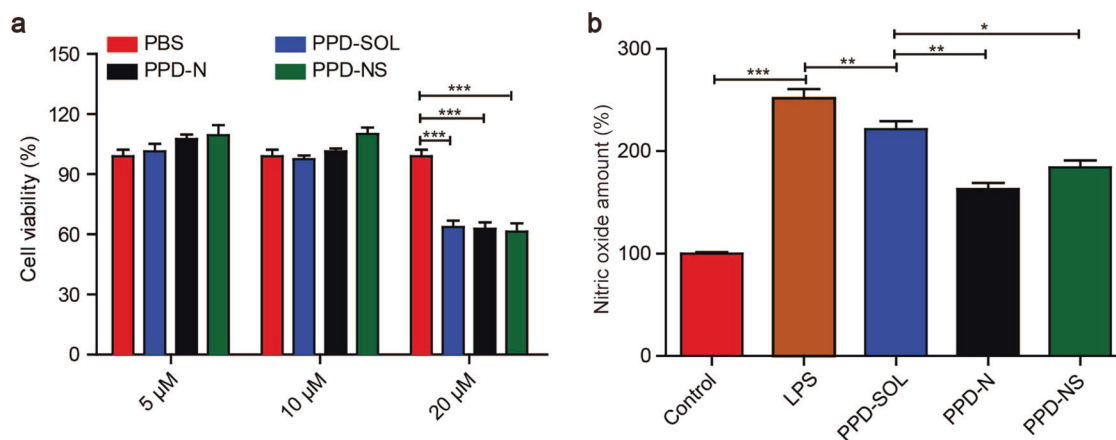 a
PBS
PPD-SOL
PPD-N
PPD-NS
Cell viability (%)
150
120
90
60
30
0
***
***
***
5 µM
10 µM
20 µM
b
Nitric oxide amount (%)
300
200
100
0
***
**
**
*
Control
LPS
PPD-SOL
PPD-N
PPD-NS